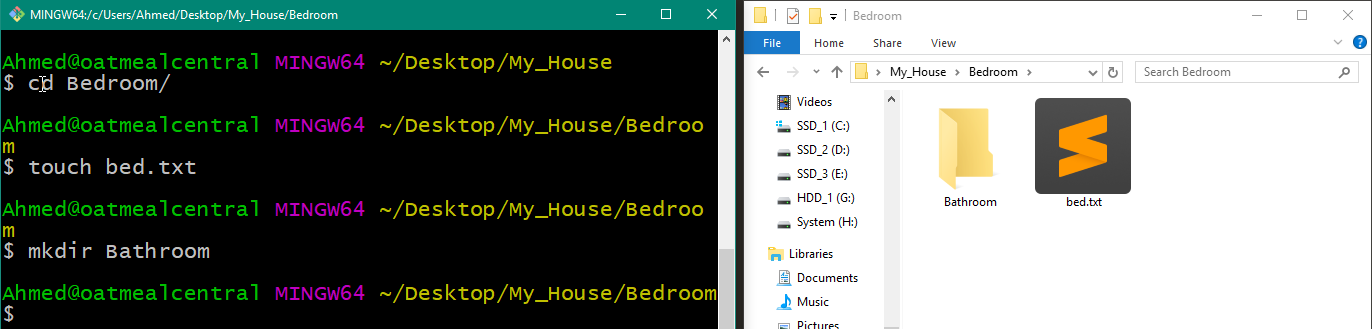 MINGW64:/c/Users/Ahmed/Desktop/My_House/Bedroom
Ahmed@oatmealcentral MINGW64 ~/Desktop/My_House
$ cd Bedroom/
Ahmed@oatmealcentral MINGW64 ~/Desktop/My_House/Bedroo
m
$ touch bed.txt
Ahmed@oatmealcentral MINGW64 ~/Desktop/My_House/Bedroo
m
$ mkdir Bathroom
Ahmed@oatmealcentral MINGW64 ~/Desktop/My_House/Bedroom
$
Bedroom
File Home Share View
My_House Bedroom
Search Bedroom
Videos
SSD_1 (C:)
SSD_2 (D:)
SSD_3 (E:)
HDD_1 (G:)
System (H:)
Libraries
Documents
Music
Pictures
Bathroom
bed.txt